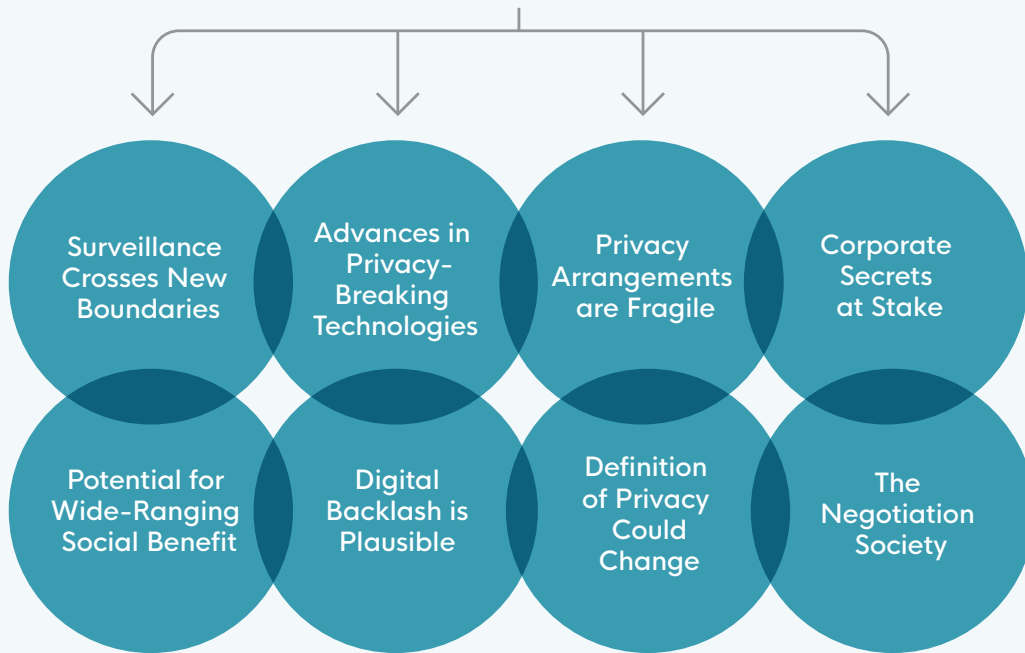 Surveillance
Crosses New
Boundaries
Advances in
Privacy-
Breaking
Technologies
Privacy
Arrangements
are Fragile
Corporate
Secrets
at Stake
Potential for
Wide-Ranging
Social Benefit
Digital
Backlash is
Plausible
Definition
of Privacy
Could
Change
The
Negotiation
Society